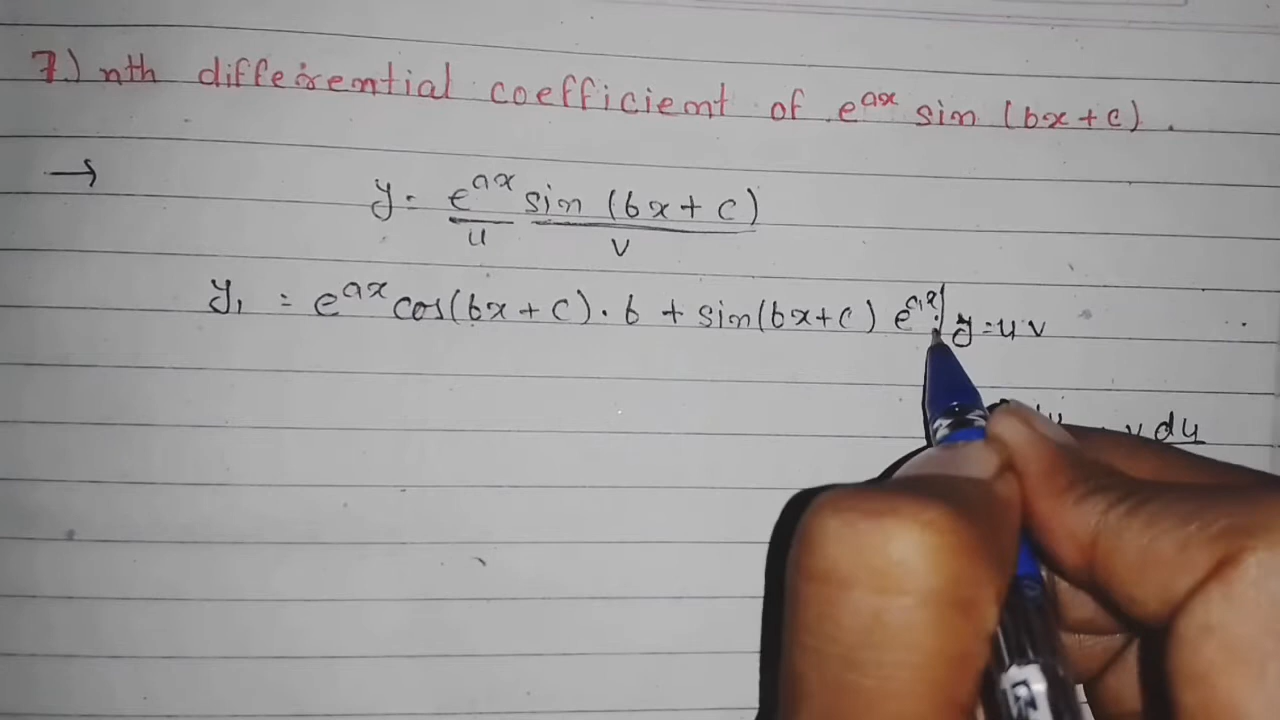 7) nth differential coefficient of e^ax sin (bx+c).
→
y = e^ax sin (bx+c)
u v
y₁ = e^ax cos(bx+c).b + sin(bx+c) e^ax. y = uv
v du